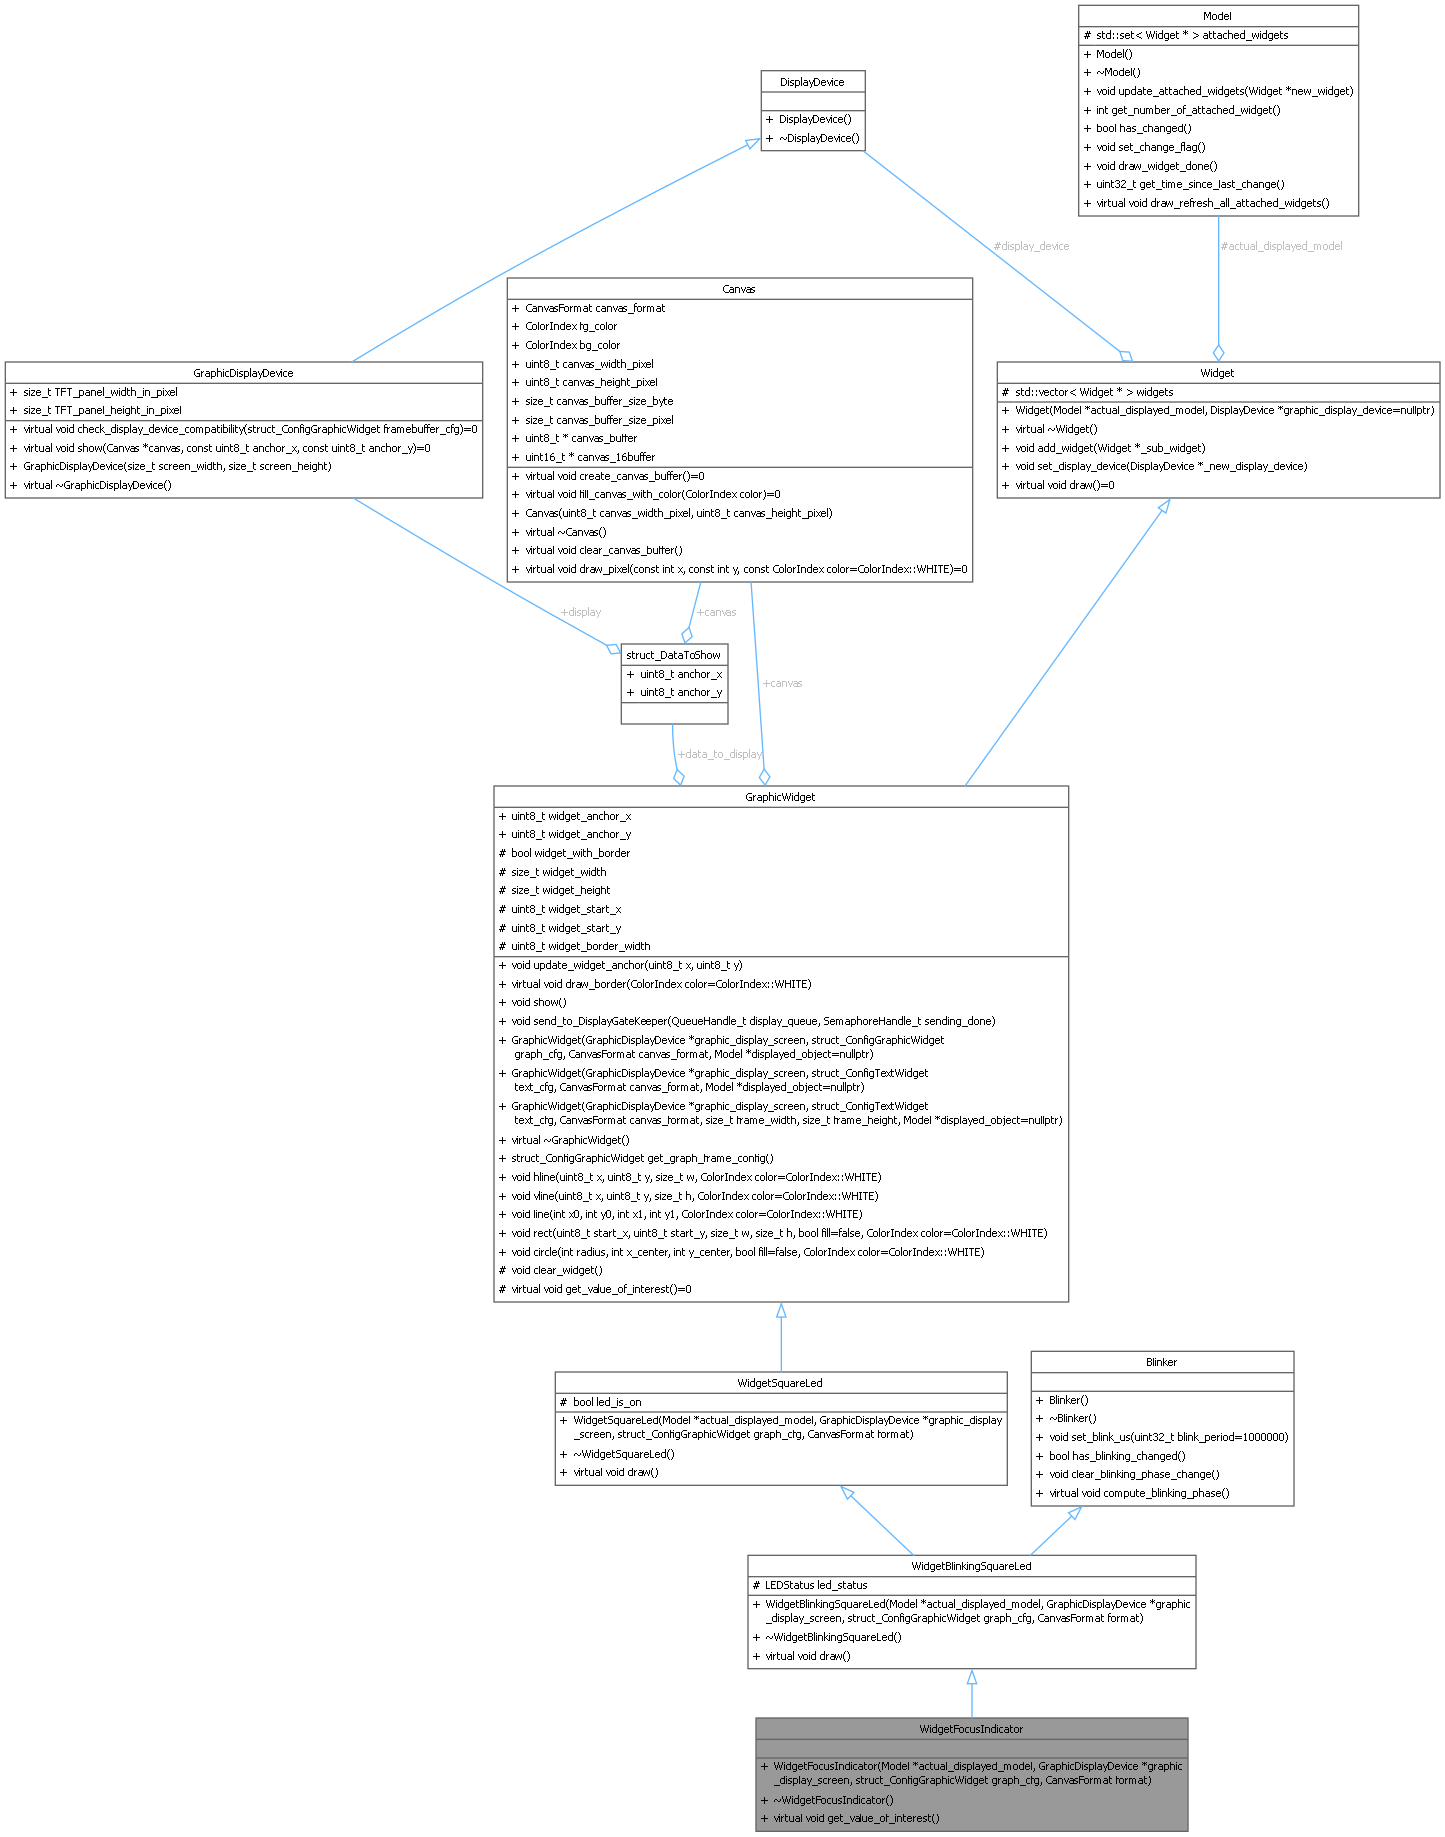 Model
# std::set< Widget * > attached_widgets
+ Model()
+ ~Model()
+ void update_attached_widgets(Widget *new_widget)
+ int get_number_of_attached_widget()
+ bool has_changed()
+ void set_change_flag()
+ void draw_widget_done()
+ uint32_t get_time_since_last_change()
+ virtual void draw_refresh_all_attached_widgets()
DisplayDevice
+ DisplayDevice()
+ ~DisplayDevice()
#display_device
#actual_displayed_model
Canvas
+ CanvasFormat canvas_format
+ ColorIndex fg_color
+ ColorIndex bg_color
+ uint8_t canvas_width_pixel
+ uint8_t canvas_height_pixel
+ size_t canvas_buffer_size_byte
+ size_t canvas_buffer_size_pixel
+ uint8_t * canvas_buffer
+ uint16_t * canvas_16buffer
+ virtual void create_canvas_buffer()=0
+ virtual void fill_canvas_with_color(ColorIndex color)=0
+ Canvas(uint8_t canvas_width_pixel, uint8_t canvas_height_pixel)
+ virtual ~Canvas()
+ virtual void clear_canvas_buffer()
+ virtual void draw_pixel(const int x, const int y, const ColorIndex color=ColorIndex::WHITE)=0
GraphicDisplayDevice
+ size_t TFT_panel_width_in_pixel
+ size_t TFT_panel_height_in_pixel
+ virtual void check_display_device_compatibility(struct_ConfigGraphicWidget framebuffer_cfg)=0
+ virtual void show(Canvas *canvas, const uint8_t anchor_x, const uint8_t anchor_y)=0
+ GraphicDisplayDevice(size_t screen_width, size_t screen_height)
+ virtual ~GraphicDisplayDevice()
Widget
# std::vector< Widget * > widgets
+ Widget(Model *actual_displayed_model, DisplayDevice *graphic_display_device=nullptr)
+ virtual ~Widget()
+ void add_widget(Widget *_sub_widget)
+ void set_display_device(DisplayDevice *_new_display_device)
+ virtual void draw()=0
+display
+canvas
struct_DataToShow
+ uint8_t anchor_x
+ uint8_t anchor_y
+canvas
+data_to_display
GraphicWidget
+ uint8_t widget_anchor_x
+ uint8_t widget_anchor_y
# bool widget_with_border
# size_t widget_width
# size_t widget_height
# uint8_t widget_start_x
# uint8_t widget_start_y
# uint8_t widget_border_width
+ void update_widget_anchor(uint8_t x, uint8_t y)
+ virtual void draw_border(ColorIndex color=ColorIndex::WHITE)
+ void show()
+ void send_to_DisplayGateKeeper(QueueHandle_t display_queue, SemaphoreHandle_t sending_done)
+ GraphicWidget(GraphicDisplayDevice *graphic_display_screen, struct_ConfigGraphicWidget
graph_cfg, CanvasFormat canvas_format, Model *displayed_object=nullptr)
+ GraphicWidget(GraphicDisplayDevice *graphic_display_screen, struct_ConfigTextWidget
text_cfg, CanvasFormat canvas_format, Model *displayed_object=nullptr)
+ GraphicWidget(GraphicDisplayDevice *graphic_display_screen, struct_ConfigTextWidget
text_cfg, CanvasFormat canvas_format, size_t frame_width, size_t frame_height, Model *displayed_object=nullptr)
+ virtual ~GraphicWidget()
+ struct_ConfigGraphicWidget get_graph_frame_config()
+ void hline(uint8_t x, uint8_t y, size_t w, ColorIndex color=ColorIndex::WHITE)
+ void vline(uint8_t x, uint8_t y, size_t h, ColorIndex color=ColorIndex::WHITE)
+ void line(int x0, int y0, int x1, int y1, ColorIndex color=ColorIndex::WHITE)
+ void rect(uint8_t start_x, uint8_t start_y, size_t w, size_t h, bool fill=false, ColorIndex color=ColorIndex::WHITE)
+ void circle(int radius, int x_center, int y_center, bool fill=false, ColorIndex color=ColorIndex::WHITE)
# void clear_widget()
# virtual void get_value_of_interest()=0
WidgetSquareLed
# bool led_is_on
+ WidgetSquareLed(Model *actual_displayed_model, GraphicDisplayDevice *graphic_display
_screen, struct_ConfigGraphicWidget graph_cfg, CanvasFormat format)
+ ~WidgetSquareLed()
+ virtual void draw()
Blinker
+ Blinker()
+ ~Blinker()
+ void set_blink_us(uint32_t blink_period=1000000)
+ bool has_blinking_changed()
+ void clear_blinking_phase_change()
+ virtual void compute_blinking_phase()
WidgetBlinkingSquareLed
# LEDStatus led_status
+ WidgetBlinkingSquareLed(Model *actual_displayed_model, GraphicDisplayDevice *graphic
_display_screen, struct_ConfigGraphicWidget graph_cfg, CanvasFormat format)
+ ~WidgetBlinkingSquareLed()
+ virtual void draw()
WidgetFocusIndicator
+ WidgetFocusIndicator(Model *actual_displayed_model, GraphicDisplayDevice *graphic
_display_screen, struct_ConfigGraphicWidget graph_cfg, CanvasFormat format)
+ ~WidgetFocusIndicator()
+ virtual void get_value_of_interest()